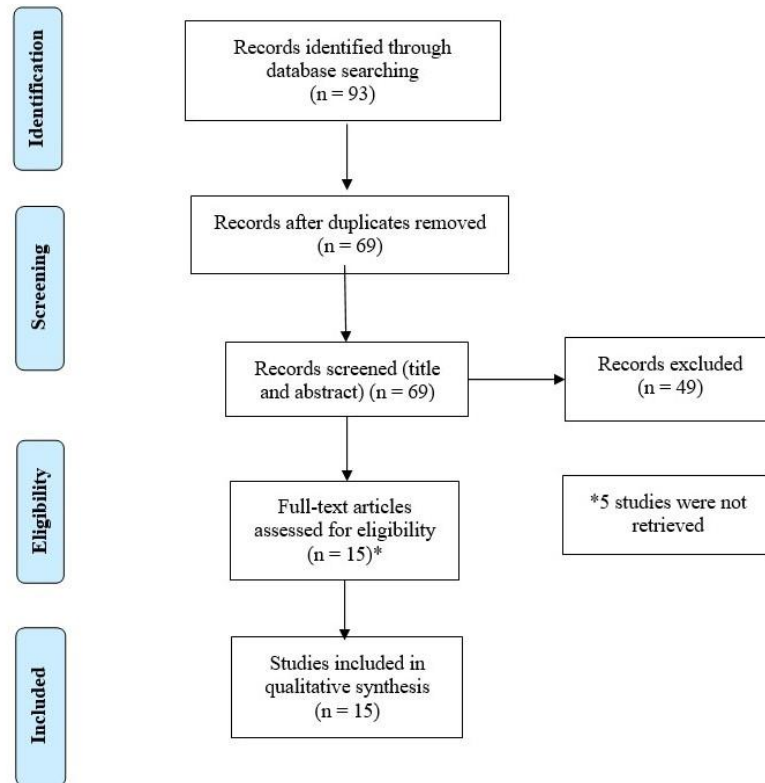 Identification
Records identified through
database searching
(n = 93)
Screening
Records after duplicates removed
(n = 69)
Records screened (title
and abstract) (n = 69)
Records excluded
(n = 49)
Eligibility
Full-text articles
assessed for eligibility
(n = 15)*
*5 studies were not
retrieved
Included
Studies included in
qualitative synthesis
(n = 15)